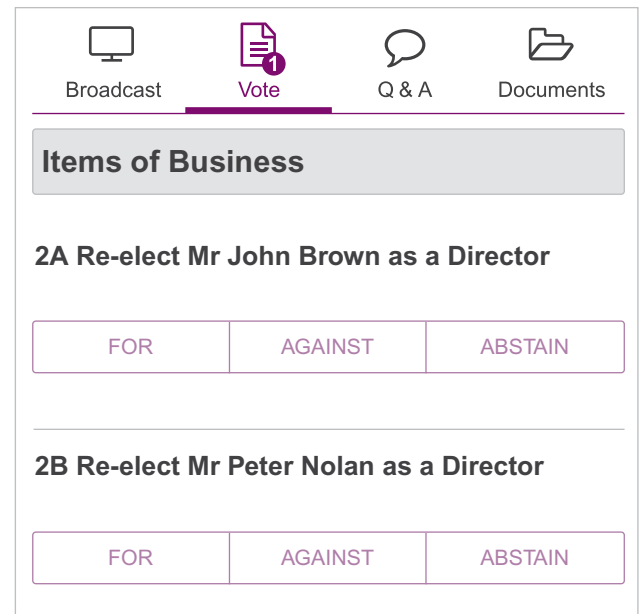 1
Broadcast Vote Q & A Documents
Items of Business
2A Re-elect Mr John Brown as a Director
FOR AGAINST ABSTAIN
2B Re-elect Mr Peter Nolan as a Director
FOR AGAINST ABSTAIN